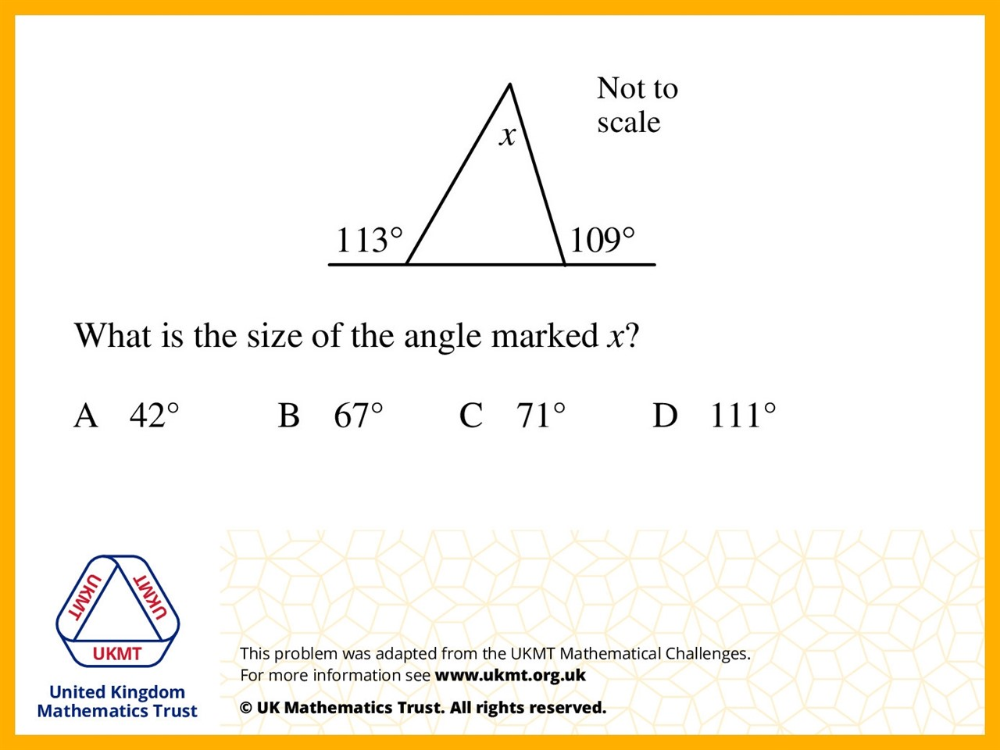 Not to
scale
x
113°
109°
What is the size of the angle marked x?
A 42° B 67° C 71° D 111°
UKMT
UKMT
UKMT
United Kingdom
Mathematics Trust
This problem was adapted from the UKMT Mathematical Challenges.
For more information see www.ukmt.org.uk
© UK Mathematics Trust. All rights reserved.